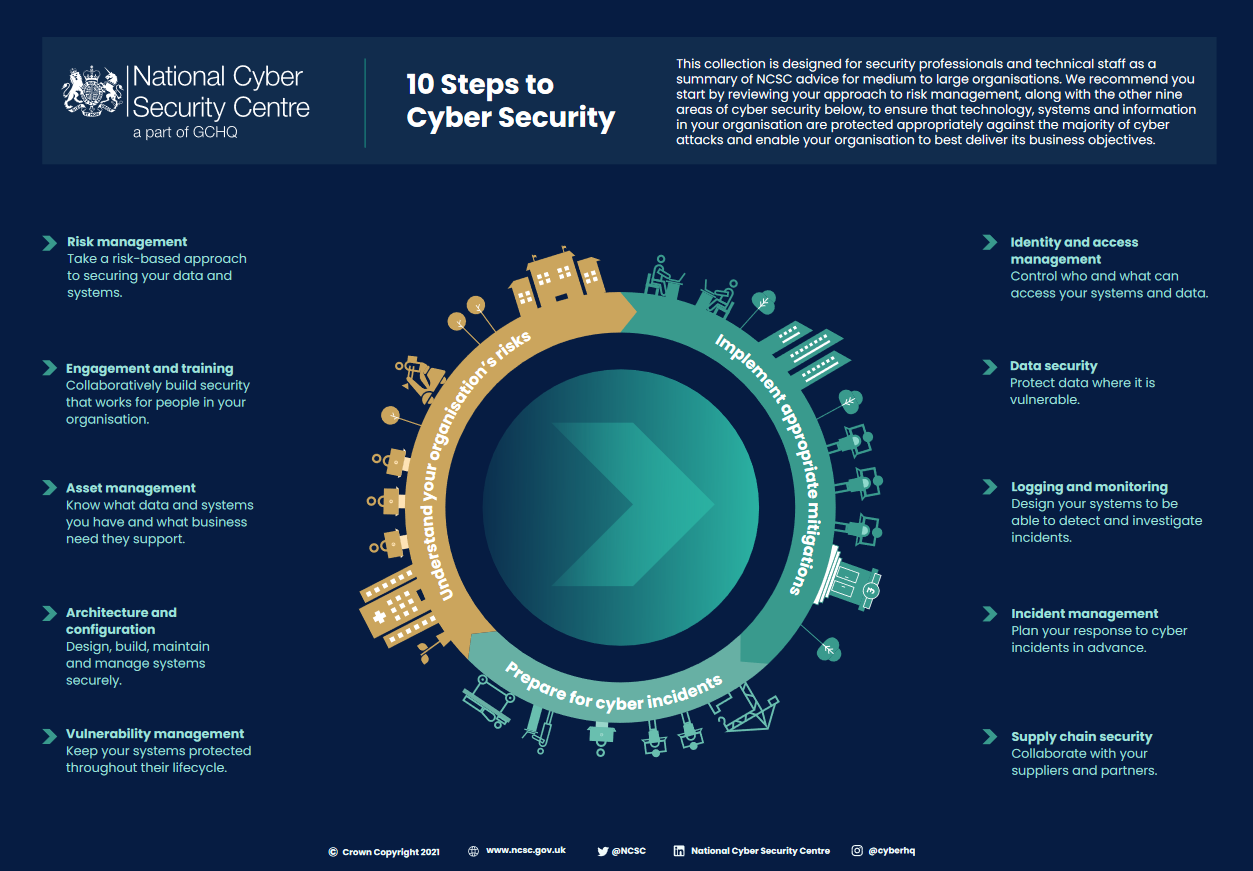 National Cyber
Security Centre
a part of GCHQ
10 Steps to
Cyber Security
This collection is designed for security professionals and technical staff as a
summary of NCSC advice for medium to large organisations. We recommend you
start by reviewing your approach to risk management, along with the other nine
areas of cyber security below, to ensure that technology, systems and information
in your organisation are protected appropriately against the majority of cyber
attacks and enable your organisation to best deliver its business objectives.
Risk management
Take a risk-based approach
to securing your data and
systems.
Engagement and training
Collaboratively build security
that works for people in your
organisation.
Asset management
Know what data and systems
you have and what business
need they support.
Architecture and
configuration
Design, build, maintain
and manage systems
securely.
Vulnerability management
Keep your systems protected
throughout their lifecycle.
Understand your organisation's risks
Implement appropriate mitigations
Prepare for cyber incidents
Identity and access
management
Control who and what can
access your systems and data.
Data security
Protect data where it is
vulnerable.
Logging and monitoring
Design your systems to be
able to detect and investigate
incidents.
Incident management
Plan your response to cyber
incidents in advance.
Supply chain security
Collaborate with your
suppliers and partners.
© Crown Copyright 2021
www.ncsc.gov.uk
@NCSC
National Cyber Security Centre
@cyberhq